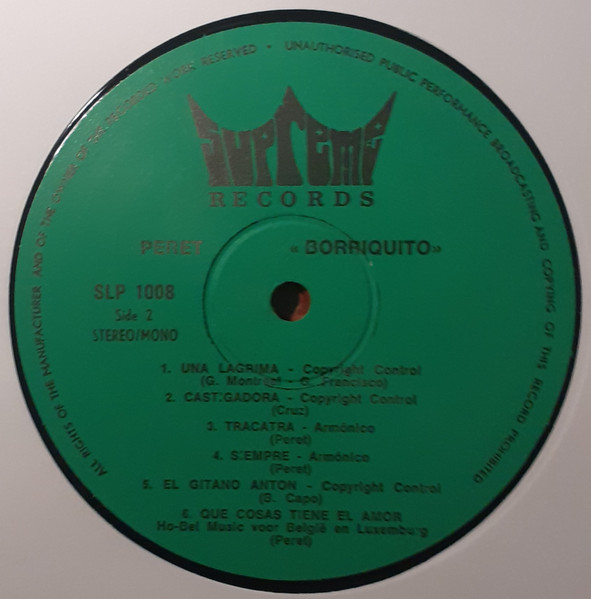 ALL RIGHTS OF THE MANUFACTURER AND OF THE OWNER OF THE RECORDED WORK RESERVED • UNAUTHORISED PUBLIC PERFORMANCE BROADCASTING AND COPYING OF THIS RECORD PROHIBITED
Supreme
RECORDS
PERET « BORRIQUITO»
SLP 1008
Side 2
STEREO/MONO
1. UNA LAGRIMA - Copyright Control
(G. Montreal - G. Francisco)
2. CASTIGADORA - Copyright Control
(Cruz)
3. TRACATRA - Armónico
(Peret)
4. SIEMPRE - Armónico
(Peret)
5. EL GITANO ANTON - Copyright Control
(B. Capo)
6. QUE COSAS TIENE EL AMOR
Ho-Bel Music voor België en Luxemburg
(Peret)